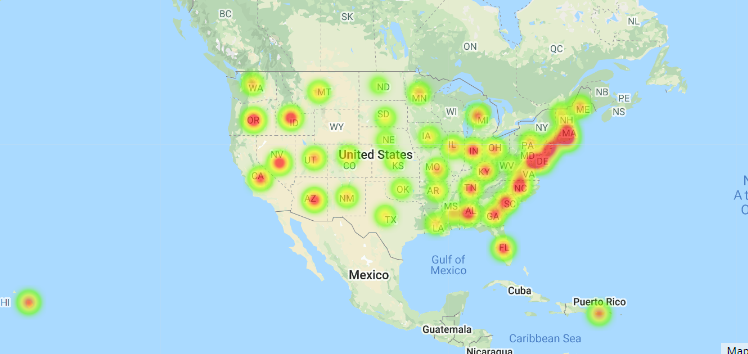 BC
SK
NL
ON
QC
WA
MT
ND
MN
NB
PE
ME
NS
OR
ID
SD
WI
MI
NH
NY
MA
WY
NE
IA
IL
IN
OH
PA
MD
DE
NV
UT
United States
CO
KS
MO
KY
WV
VA
CA
AZ
NM
OK
AR
TN
NC
SC
TX
MS
AL
GA
LA
FL
Gulf of
Mexico
Mexico
Cuba
Puerto Rico
HI
Guatemala
Caribbean Sea
Nicaragua
N
A t
O
Map